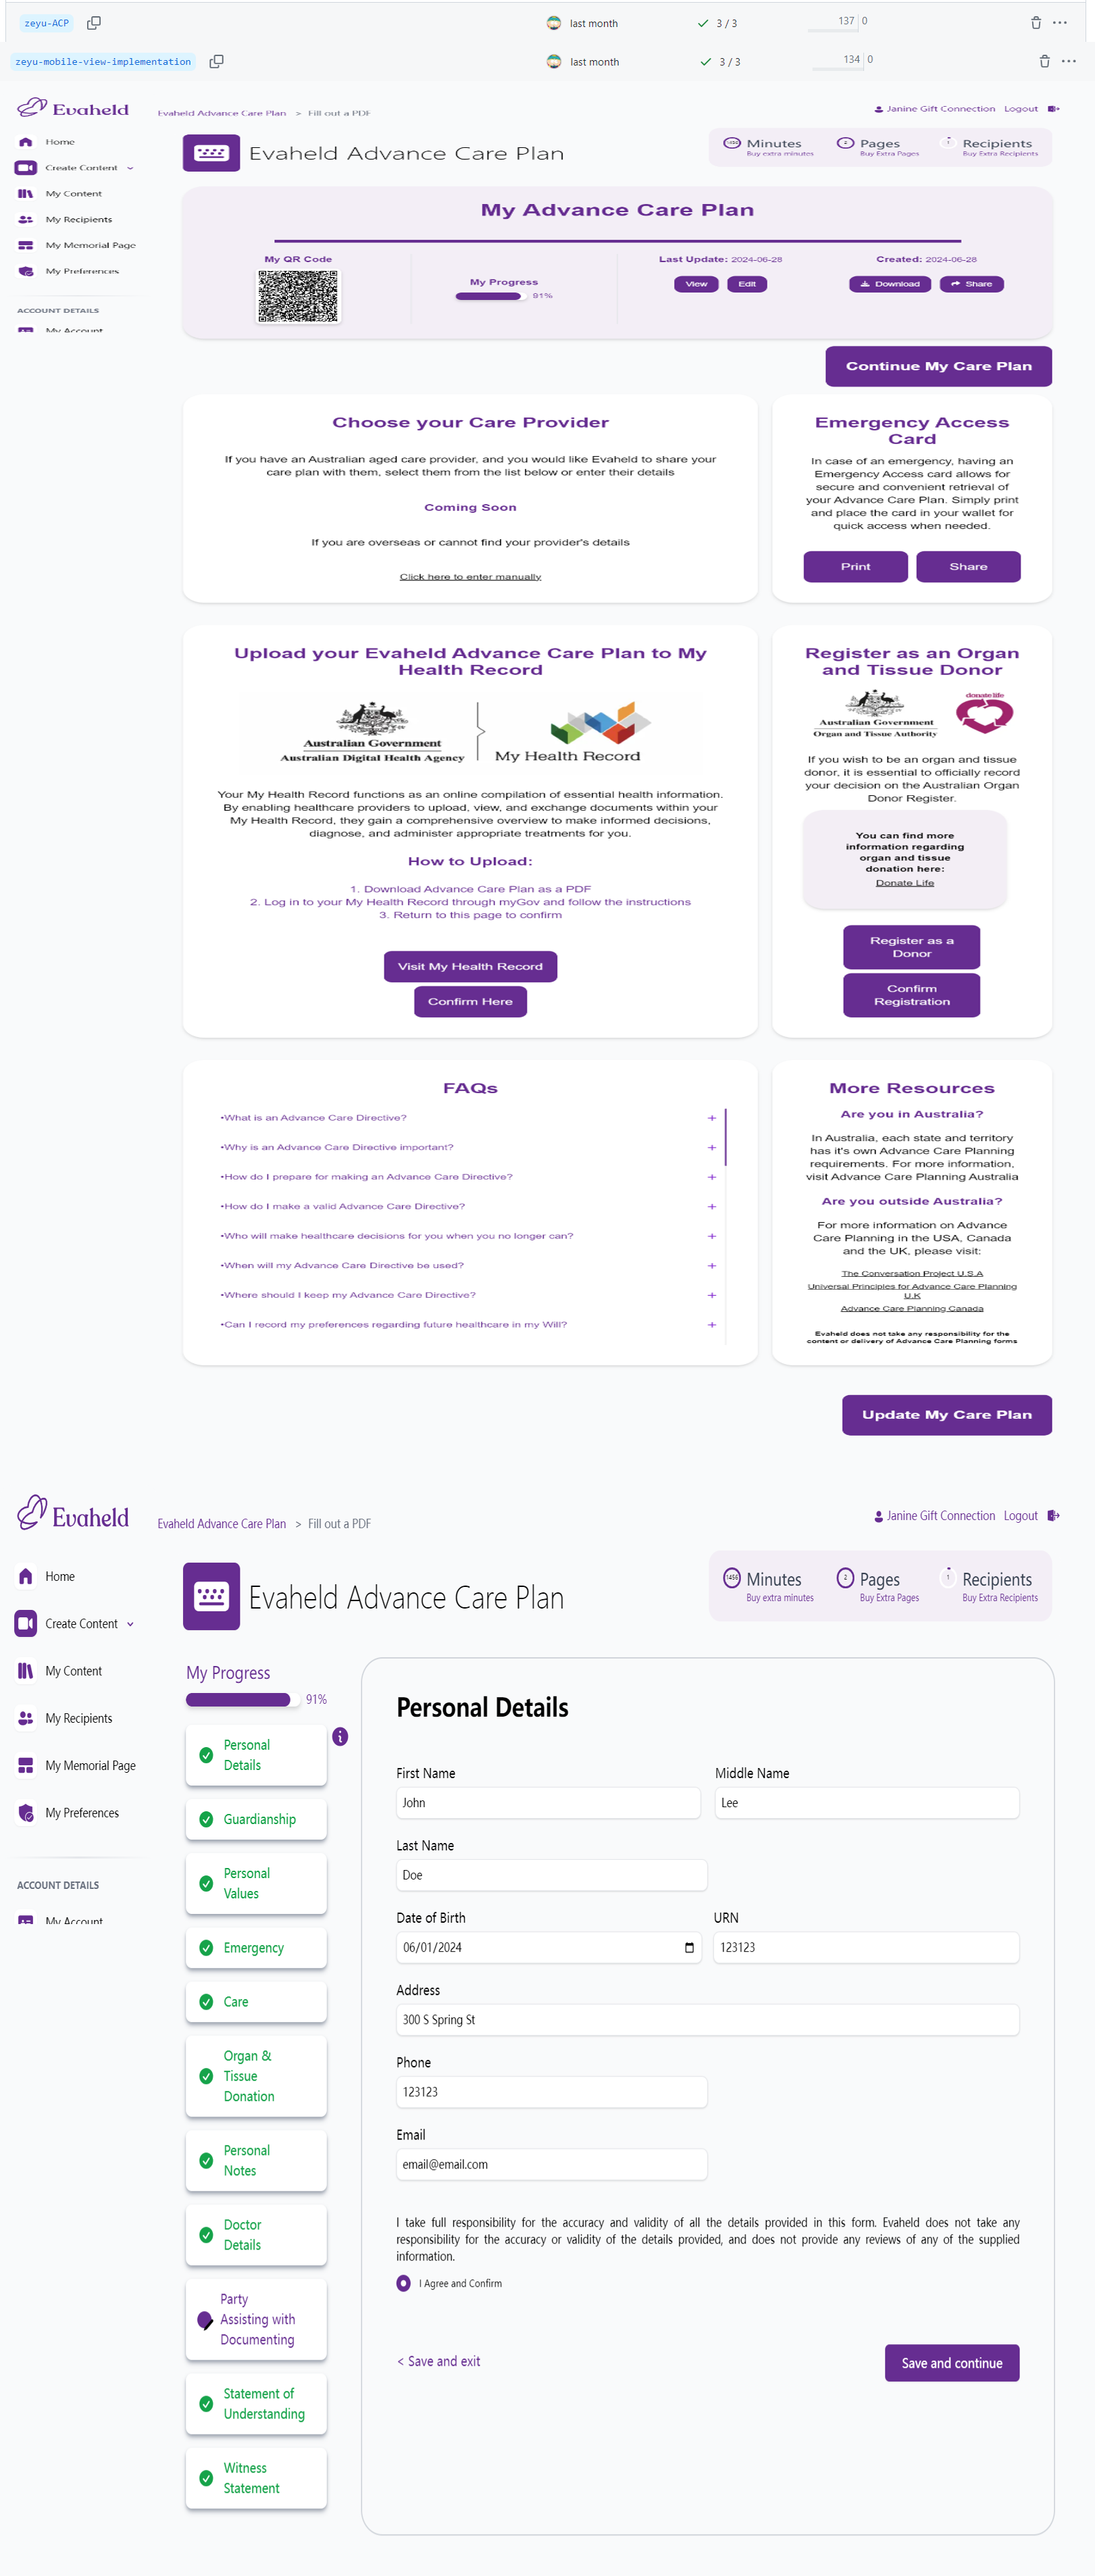 zeyu-ACP last month 3 / 3 137 0
zeyu-mobile-view-implementation last month 3 / 3 134 0
Evaheld
Evaheld Advance Care Plan > Fill out a PDF
Janine Gift Connection Logout
Home
Create Content
My Content
My Recipients
My Memorial Page
My Preferences
ACCOUNT DETAILS
My Account
Evaheld Advance Care Plan
Minutes
Buy extra minutes
2
Pages
Buy Extra Pages
1
Recipients
Buy Extra Recipients
My Advance Care Plan
My QR Code
My Progress
91%
Last Update: 2024-06-28
View
Edit
Created: 2024-06-28
Download
Share
Continue My Care Plan
Choose your Care Provider
If you have an Australian aged care provider, and you would like Evaheld to share your
care plan with them, select them from the list below or enter their details
Coming Soon
If you are overseas or cannot find your provider's details
Click here to enter manually
Emergency Access
Card
In case of an emergency, having an
Emergency Access card allows for
secure and convenient retrieval of
your Advance Care Plan. Simply print
and place the card in your wallet for
quick access when needed.
Print
Share
Upload your Evaheld Advance Care Plan to My
Health Record
Australian Government
Australian Digital Health Agency
My Health Record
Your My Health Record functions as an online compilation of essential health information.
By enabling healthcare providers to upload, view, and exchange documents within your
My Health Record, they gain a comprehensive overview to make informed decisions,
diagnose, and administer appropriate treatments for you.
How to Upload:
1. Download Advance Care Plan as a PDF
2. Log in to your My Health Record through myGov and follow the instructions
3. Return to this page to confirm
Visit My Health Record
Confirm Here
Register as an Organ
and Tissue Donor
Australian Government
Organ and Tissue Authority
donatelife
If you wish to be an organ and tissue
donor, it is essential to officially record
your decision on the Australian Organ
Donor Register.
You can find more
information regarding
organ and tissue
donation here:
Donate Life
Register as a
Donor
Confirm
Registration
FAQs
•What is an Advance Care Directive? +
•Why is an Advance Care Directive important? +
•How do I prepare for making an Advance Care Directive? +
•How do I make a valid Advance Care Directive? +
•Who will make healthcare decisions for you when you no longer can? +
•When will my Advance Care Directive be used? +
•Where should I keep my Advance Care Directive? +
•Can I record my preferences regarding future healthcare in my Will? +
More Resources
Are you in Australia?
In Australia, each state and territory
has it's own Advance Care Planning
requirements. For more information,
visit Advance Care Planning Australia
Are you outside Australia?
For more information on Advance
Care Planning in the USA, Canada
and the UK, please visit:
The Conversation Project U.S.A
Universal Principles for Advance Care Planning
U.K
Advance Care Planning Canada
Evaheld does not take any responsibility for the
content or delivery of Advance Care Planning forms
Update My Care Plan
Evaheld
Evaheld Advance Care Plan > Fill out a PDF
Janine Gift Connection Logout
Home
Create Content
My Content
My Recipients
My Memorial Page
My Preferences
ACCOUNT DETAILS
My Account
Evaheld Advance Care Plan
1456
Minutes
Buy extra minutes
2
Pages
Buy Extra Pages
1
Recipients
Buy Extra Recipients
My Progress
91%
Personal
Details
Guardianship
Personal
Values
Emergency
Care
Organ &
Tissue
Donation
Personal
Notes
Doctor
Details
Party
Assisting with
Documenting
Statement of
Understanding
Witness
Statement
Personal Details
First Name
John
Middle Name
Lee
Last Name
Doe
Date of Birth
06/01/2024
URN
123123
Address
300 S Spring St
Phone
123123
Email
email@email.com
I take full responsibility for the accuracy and validity of all the details provided in this form. Evaheld does not take any
responsibility for the accuracy or validity of the details provided, and does not provide any reviews of any of the supplied
information.
I Agree and Confirm
< Save and exit
Save and continue